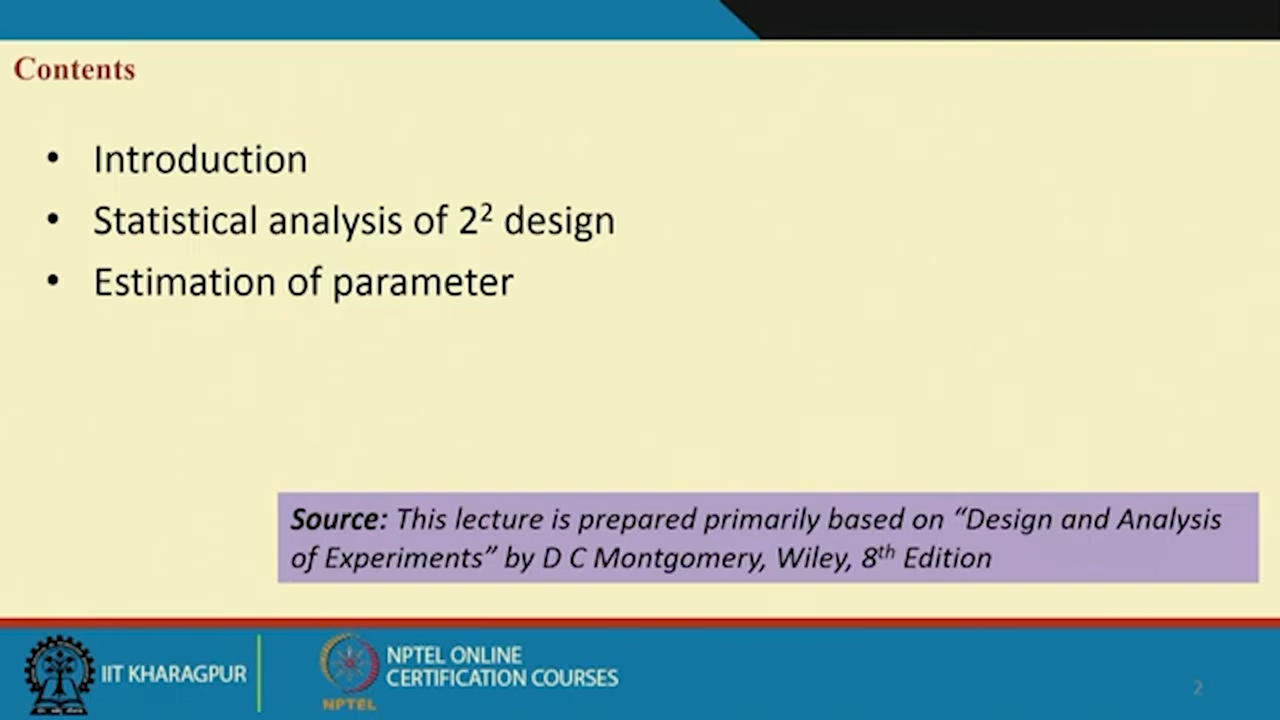 Contents
• Introduction
• Statistical analysis of 2² design
• Estimation of parameter
Source: This lecture is prepared primarily based on “Design and Analysis
of Experiments” by D C Montgomery, Wiley, 8th Edition
IIT KHARAGPUR
NPTEL ONLINE
CERTIFICATION COURSES
NPTEL
2